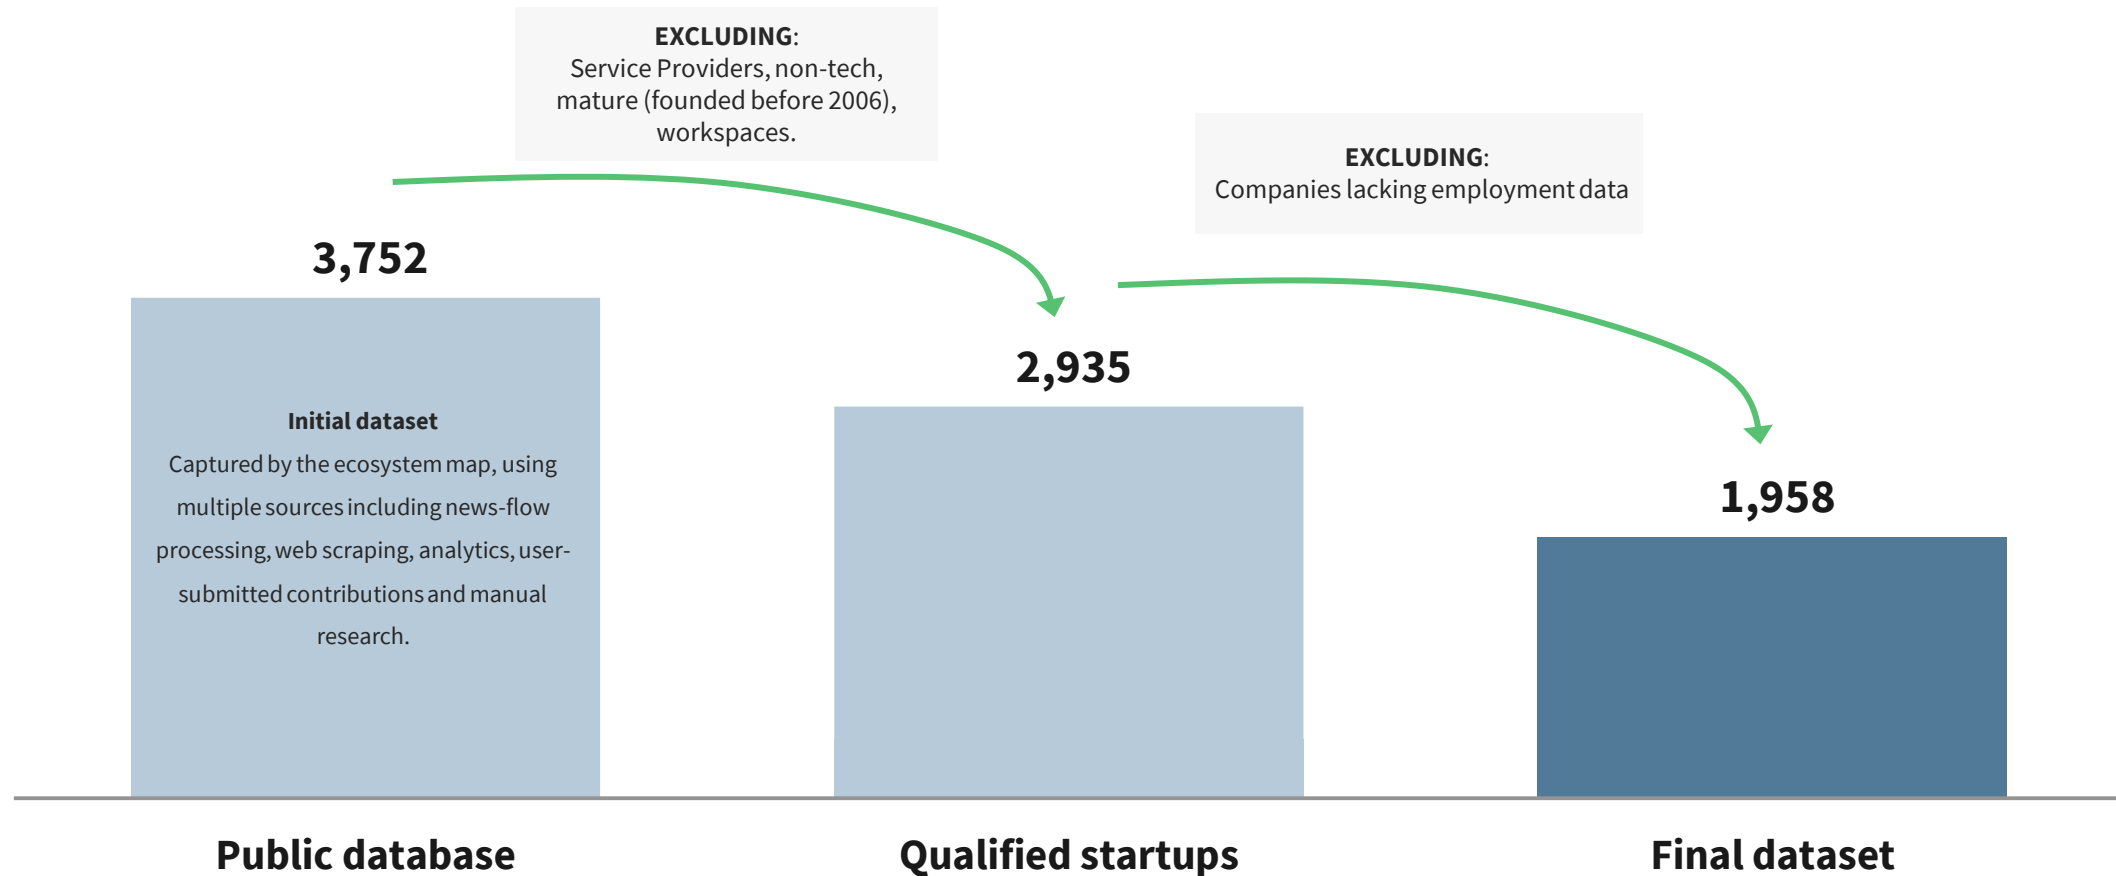 EXCLUDING:
Service Providers, non-tech,
mature (founded before 2006),
workspaces.
EXCLUDING:
Companies lacking employment data
3,752
2,935
1,958
Initial dataset
Captured by the ecosystem map, using
multiple sources including news-flow
processing, web scraping, analytics, user-
submitted contributions and manual
research.
Public database
Qualified startups
Final dataset